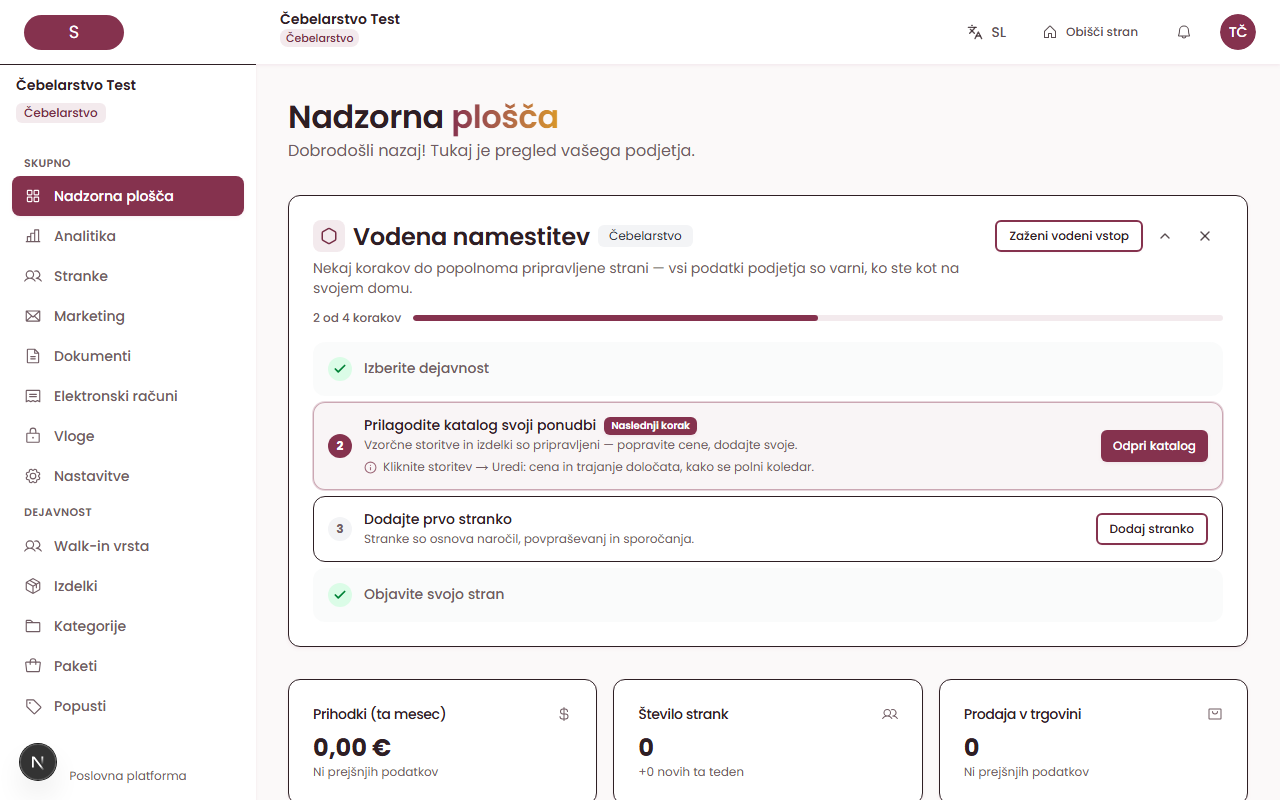 S
Čebelarstvo Test
Čebelarstvo
SL
Obišči stran
TČ
Čebelarstvo Test
Čebelarstvo
SKUPNO
Nadzorna plošča
Analitika
Stranke
Marketing
Dokumenti
Elektronski računi
Vloge
Nastavitve
DEJAVNOST
Walk-in vrsta
Izdelki
Kategorije
Paketi
Popusti
N
Poslovna platforma
Nadzorna plošča
Dobrodošli nazaj! Tukaj je pregled vašega podjetja.
Vodena namestitev
Čebelarstvo
Zaženi vodeni vstop
Nekaj korakov do popolnoma pripravljene strani — vsi podatki podjetja so varni, ko ste kot na
svojem domu.
2 od 4 korakov
Izberite dejavnost
2
Prilagodite katalog svoji ponudbi
Naslednji korak
Vzorčne storitve in izdelki so pripravljeni — popravite cene, dodajte svoje.
Kliknite storitev → Uredi: cena in trajanje določata, kako se polni koledar.
Odpri katalog
3
Dodajte prvo stranko
Stranke so osnova naročil, povpraševanj in sporočanja.
Dodaj stranko
Objavite svojo stran
Prihodki (ta mesec)
$
0,00 €
Ni prejšnjih podatkov
Število strank
0
+0 novih ta teden
Prodaja v trgovini
0
Ni prejšnjih podatkov